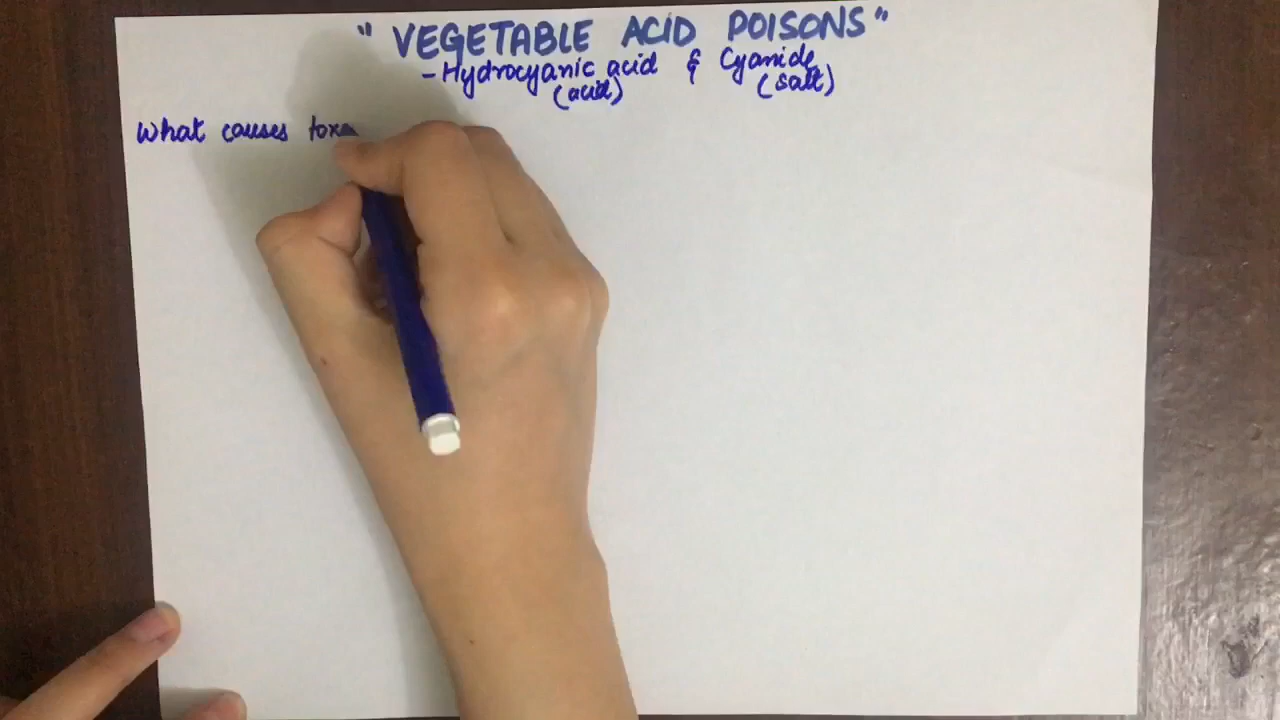 " VEGETABLE ACID POISONS "
- Hydrocyanic acid & Cyanide
(acid) (salt)
What causes